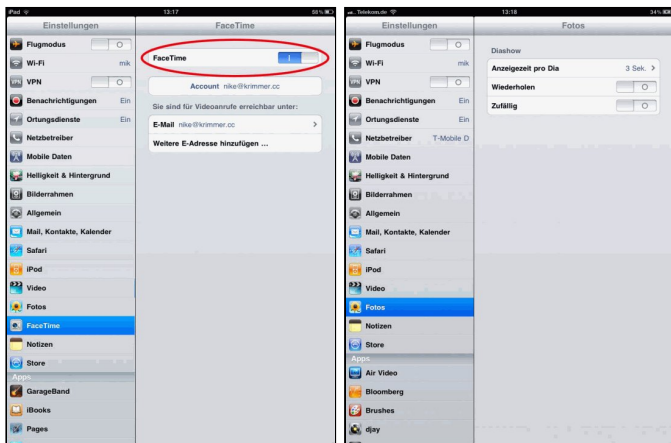 iPad
13:17
58%
Einstellungen
FaceTime
Flugmodus
Wi-Fi mik
VPN VPN
Benachrichtigungen Ein
Ortungsdienste Ein
Netzbetreiber
Mobile Daten
Helligkeit & Hintergrund
Bilderrahmen
Allgemein
Mail, Kontakte, Kalender
Safari
iPod
Video
Fotos
FaceTime
Notizen
Store
Apps
GarageBand
iBooks
Pages
FaceTime
Account nike@krimmer.cc
Sie sind für Videoanrufe erreichbar unter:
E-Mail nike@krimmer.cc
Weitere E-Adresse hinzufügen ...
Telekom.de
13:18
34%
Einstellungen
Fotos
Flugmodus
Wi-Fi mik
VPN VPN
Benachrichtigungen Ein
Ortungsdienste Ein
Netzbetreiber T-Mobile D
Mobile Daten
Helligkeit & Hintergrund
Bilderrahmen
Allgemein
Mail, Kontakte, Kalender
Safari
iPod
Video
Fotos
Notizen
Store
Apps
Air Video
Bloomberg
Brushes
djay
Diashow
Anzeigezeit pro Dia 3 Sek.
Wiederholen
Zufällig